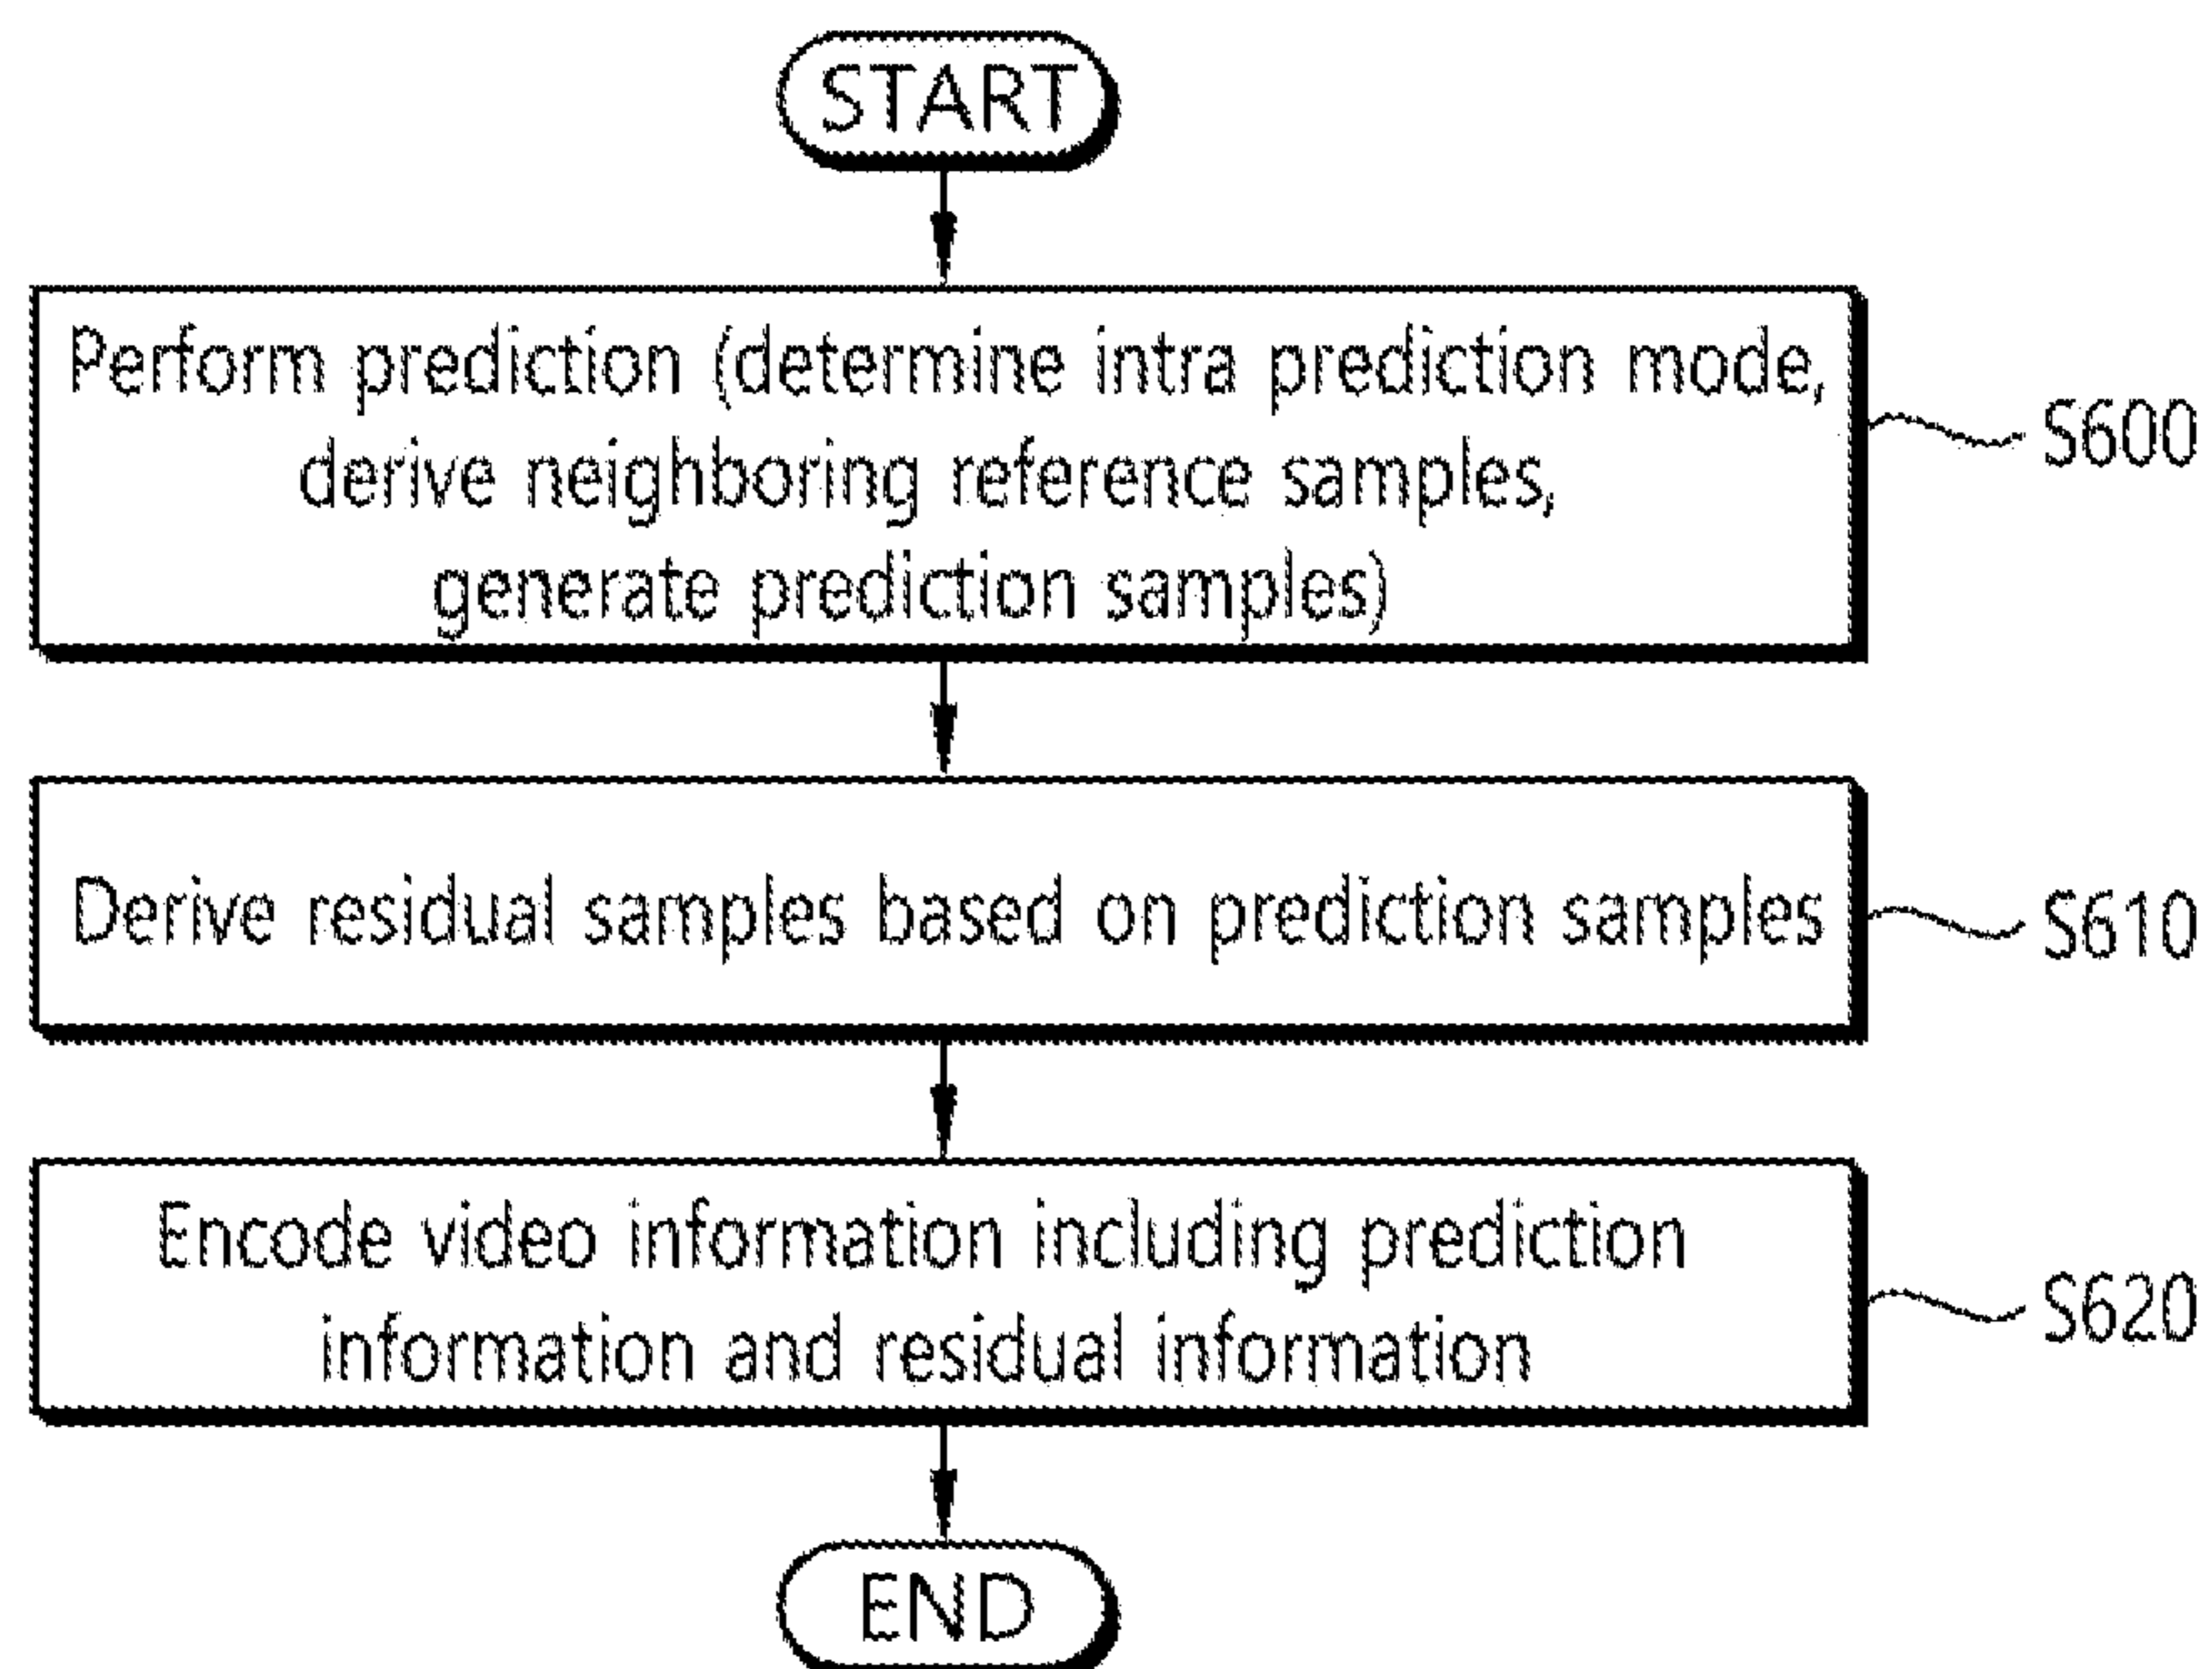 START
Perform prediction (determine intra prediction mode,
derive neighboring reference samples,
generate prediction samples)
S600
Derive residual samples based on prediction samples
S610
Encode video information including prediction
information and residual information
S620
END